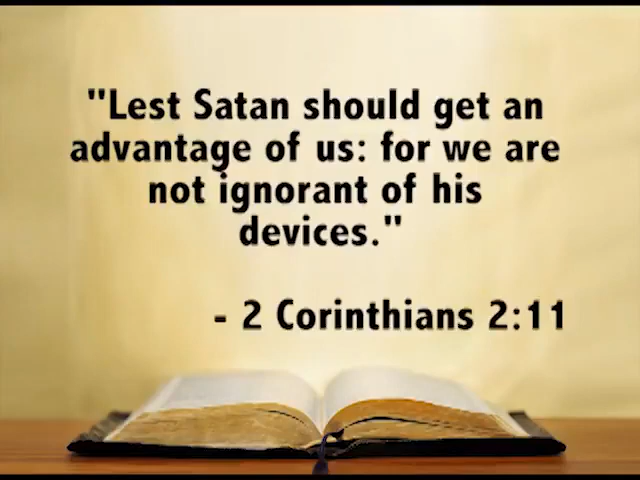 "Lest Satan should get an
advantage of us: for we are
not ignorant of his
devices."
- 2 Corinthians 2:11